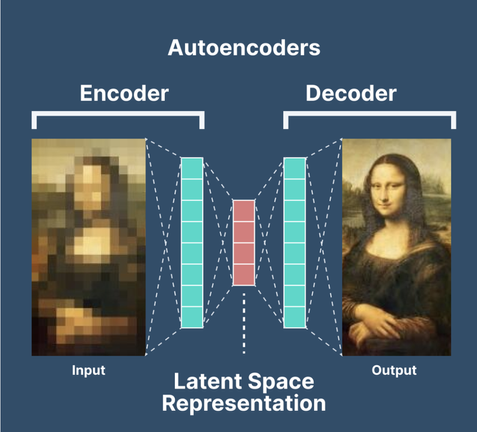 Autoencoders
Encoder
Decoder
Input
Output
Latent Space
Representation